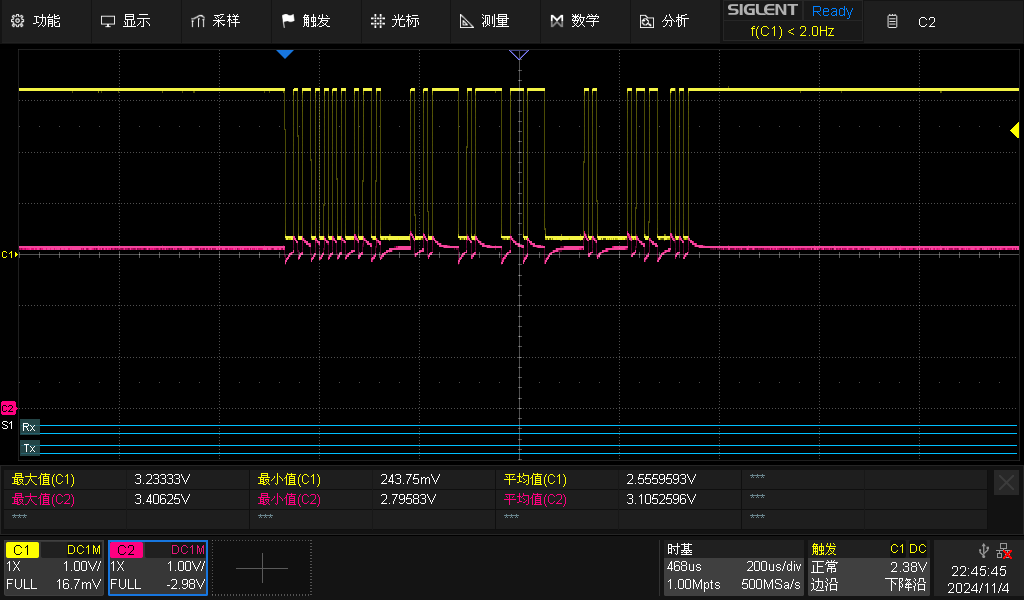 功能 显示 采样 触发 光标 测量 数学 分析 SIGLENT Ready C2
f(C1) < 2.0Hz
C1
C2
S1 Rx
Tx
最大值(C1) 3.23333V 最小值(C1) 243.75mV 平均值(C1) 2.5559593V ***
最大值(C2) 3.40625V 最小值(C2) 2.79583V 平均值(C2) 3.1052596V ***
*** *** *** ***
C1 DC1M C2 DC1M 时基 触发 C1 DC
1X 1.00V/ 1X 1.00V/ 468us 200us/div 正常 2.38V
FULL 16.7mV FULL -2.98V 1.00Mpts 500MSa/s 边沿 下降沿
22:45:45
2024/11/4